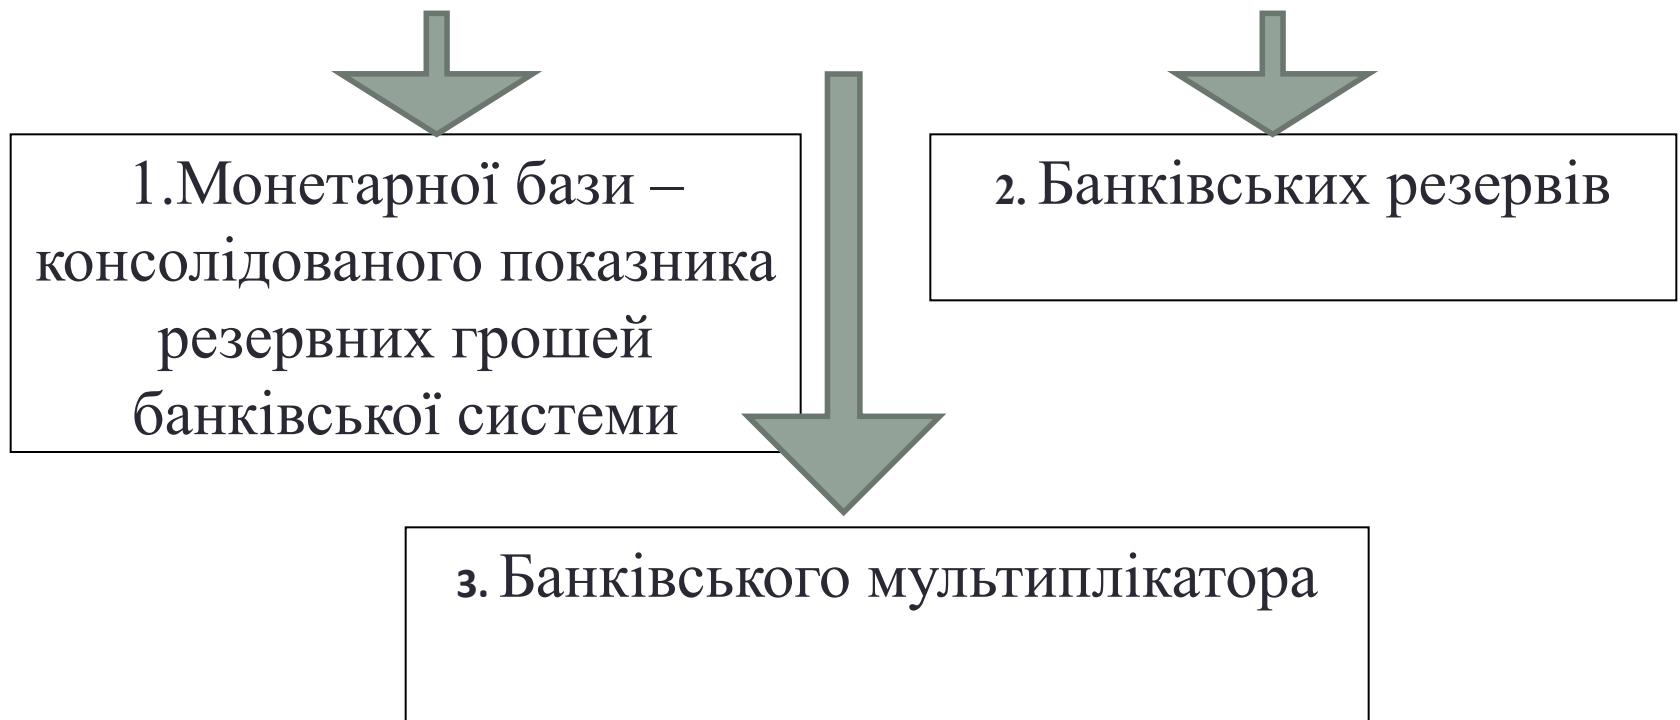 1.Монетарної бази –
консолідованого показника
резервних грошей
банківської системи
2. Банківських резервів
3. Банківського мультиплікатора